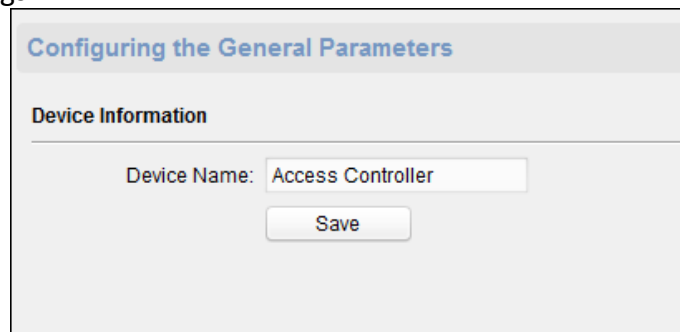 Configuring the General Parameters
Device Information
Device Name: Access Controller
Save